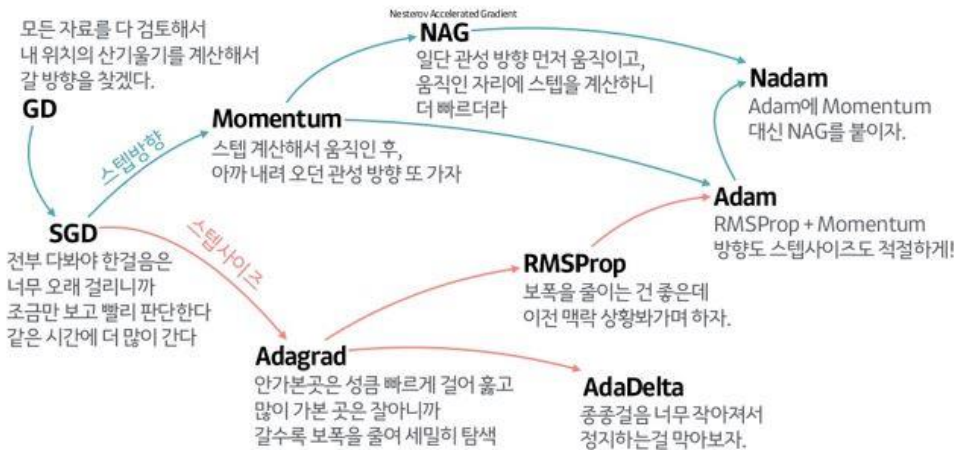 모든 자료를 다 검토해서
내 위치의 산기울기를 계산해서
갈 방향을 찾겠다.
GD
스텝방향
Momentum
스텝 계산해서 움직인 후,
아까 내려 오던 관성 방향 또 가자
Nesterov Accelerated Gradient
NAG
일단 관성 방향 먼저 움직이고,
움직인 자리에 스텝을 계산하니
더 빠르더라
Nadam
Adam에 Momentum
대신 NAG를 붙이자.
Adam
RMSProp + Momentum
방향도 스텝사이즈도 적절하게!
SGD
전부 다봐야 한걸음은
너무 오래 걸리니까
조금만 보고 빨리 판단한다
같은 시간에 더 많이 간다
스텝사이즈
RMSProp
보폭을 줄이는 건 좋은데
이전 맥락 상황봐가며 하자.
Adagrad
안가본곳은 성큼 빠르게 걸어 훑고
많이 가본 곳은 잘아니까
갈수록 보폭을 줄여 세밀히 탐색
AdaDelta
종종걸음 너무 작아져서
정지하는걸 막아보자.